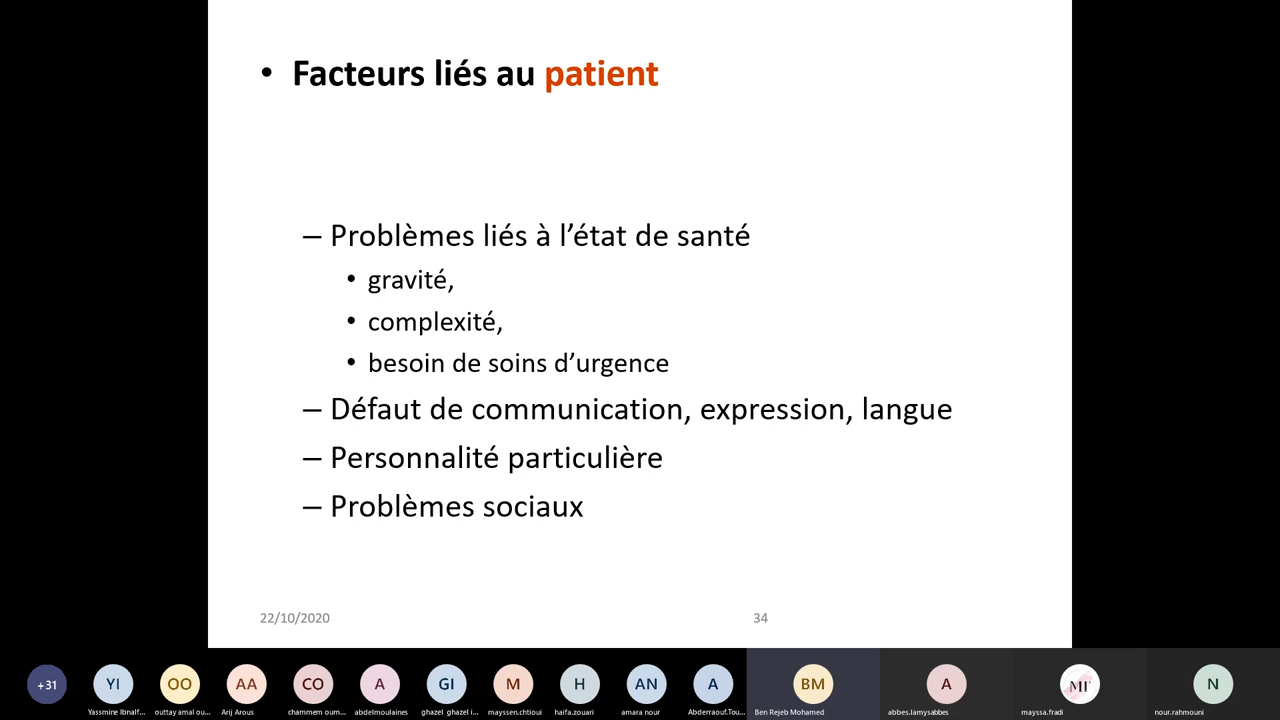 • Facteurs liés au patient
– Problèmes liés à l’état de santé
• gravité,
• complexité,
• besoin de soins d’urgence
– Défaut de communication, expression, langue
– Personnalité particulière
– Problèmes sociaux
22/10/2020
34
+31 YI OO AA CO A GI M H AN A BM A MF N
Yassmine Ibnalf... outtay amal ou... Arij Arous chammem oum... abdelmoulaines ghazel ghazel i... mayssen.chtioui haifa.zouari amara nour Abderraouf.Tou... Ben Rejeb Mohamed abbes.lamysabbes mayssa.fradi nour.rahmouni